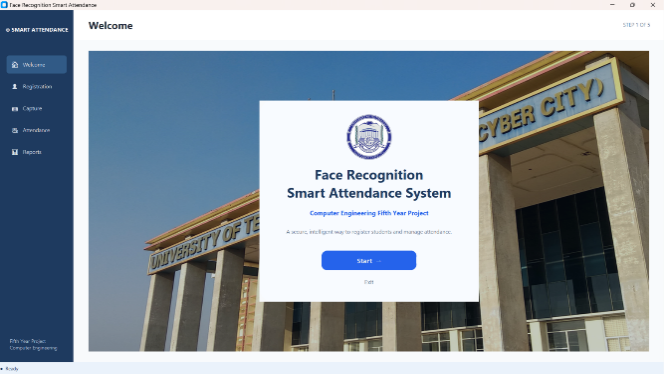 Face Recognition Smart Attendance
SMART ATTENDANCE
Welcome
STEP 1 OF 5
Welcome
Registration
Capture
Attendance
Reports
UNIVERSITY OF TE
CYBER CITY
Face Recognition
Smart Attendance System
Computer Engineering Fifth Year Project
A secure, intelligent way to register students and manage attendance.
Start →
Exit
Fifth Year Project
Computer Engineering
Ready